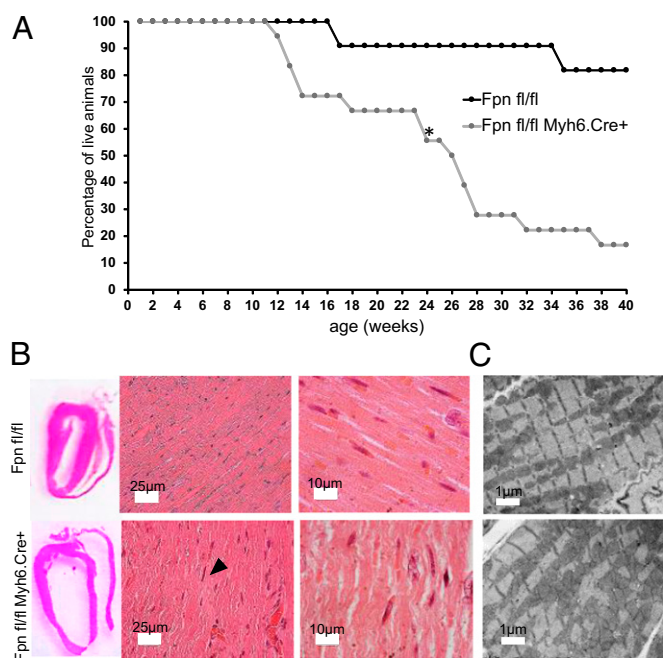 A
Percentage of live animals
100
90
80
70
60
50
40
30
20
10
0
0 2 4 6 8 10 12 14 16 18 20 22 24 26 28 30 32 34 36 38 40
age (weeks)
Fpn fl/fl
Fpn fl/fl Myh6.Cre+
*
B
C
Fpn fl/fl
25µm
10µm
1µm
Fpn fl/fl Myh6.Cre+
25µm
10µm
1µm